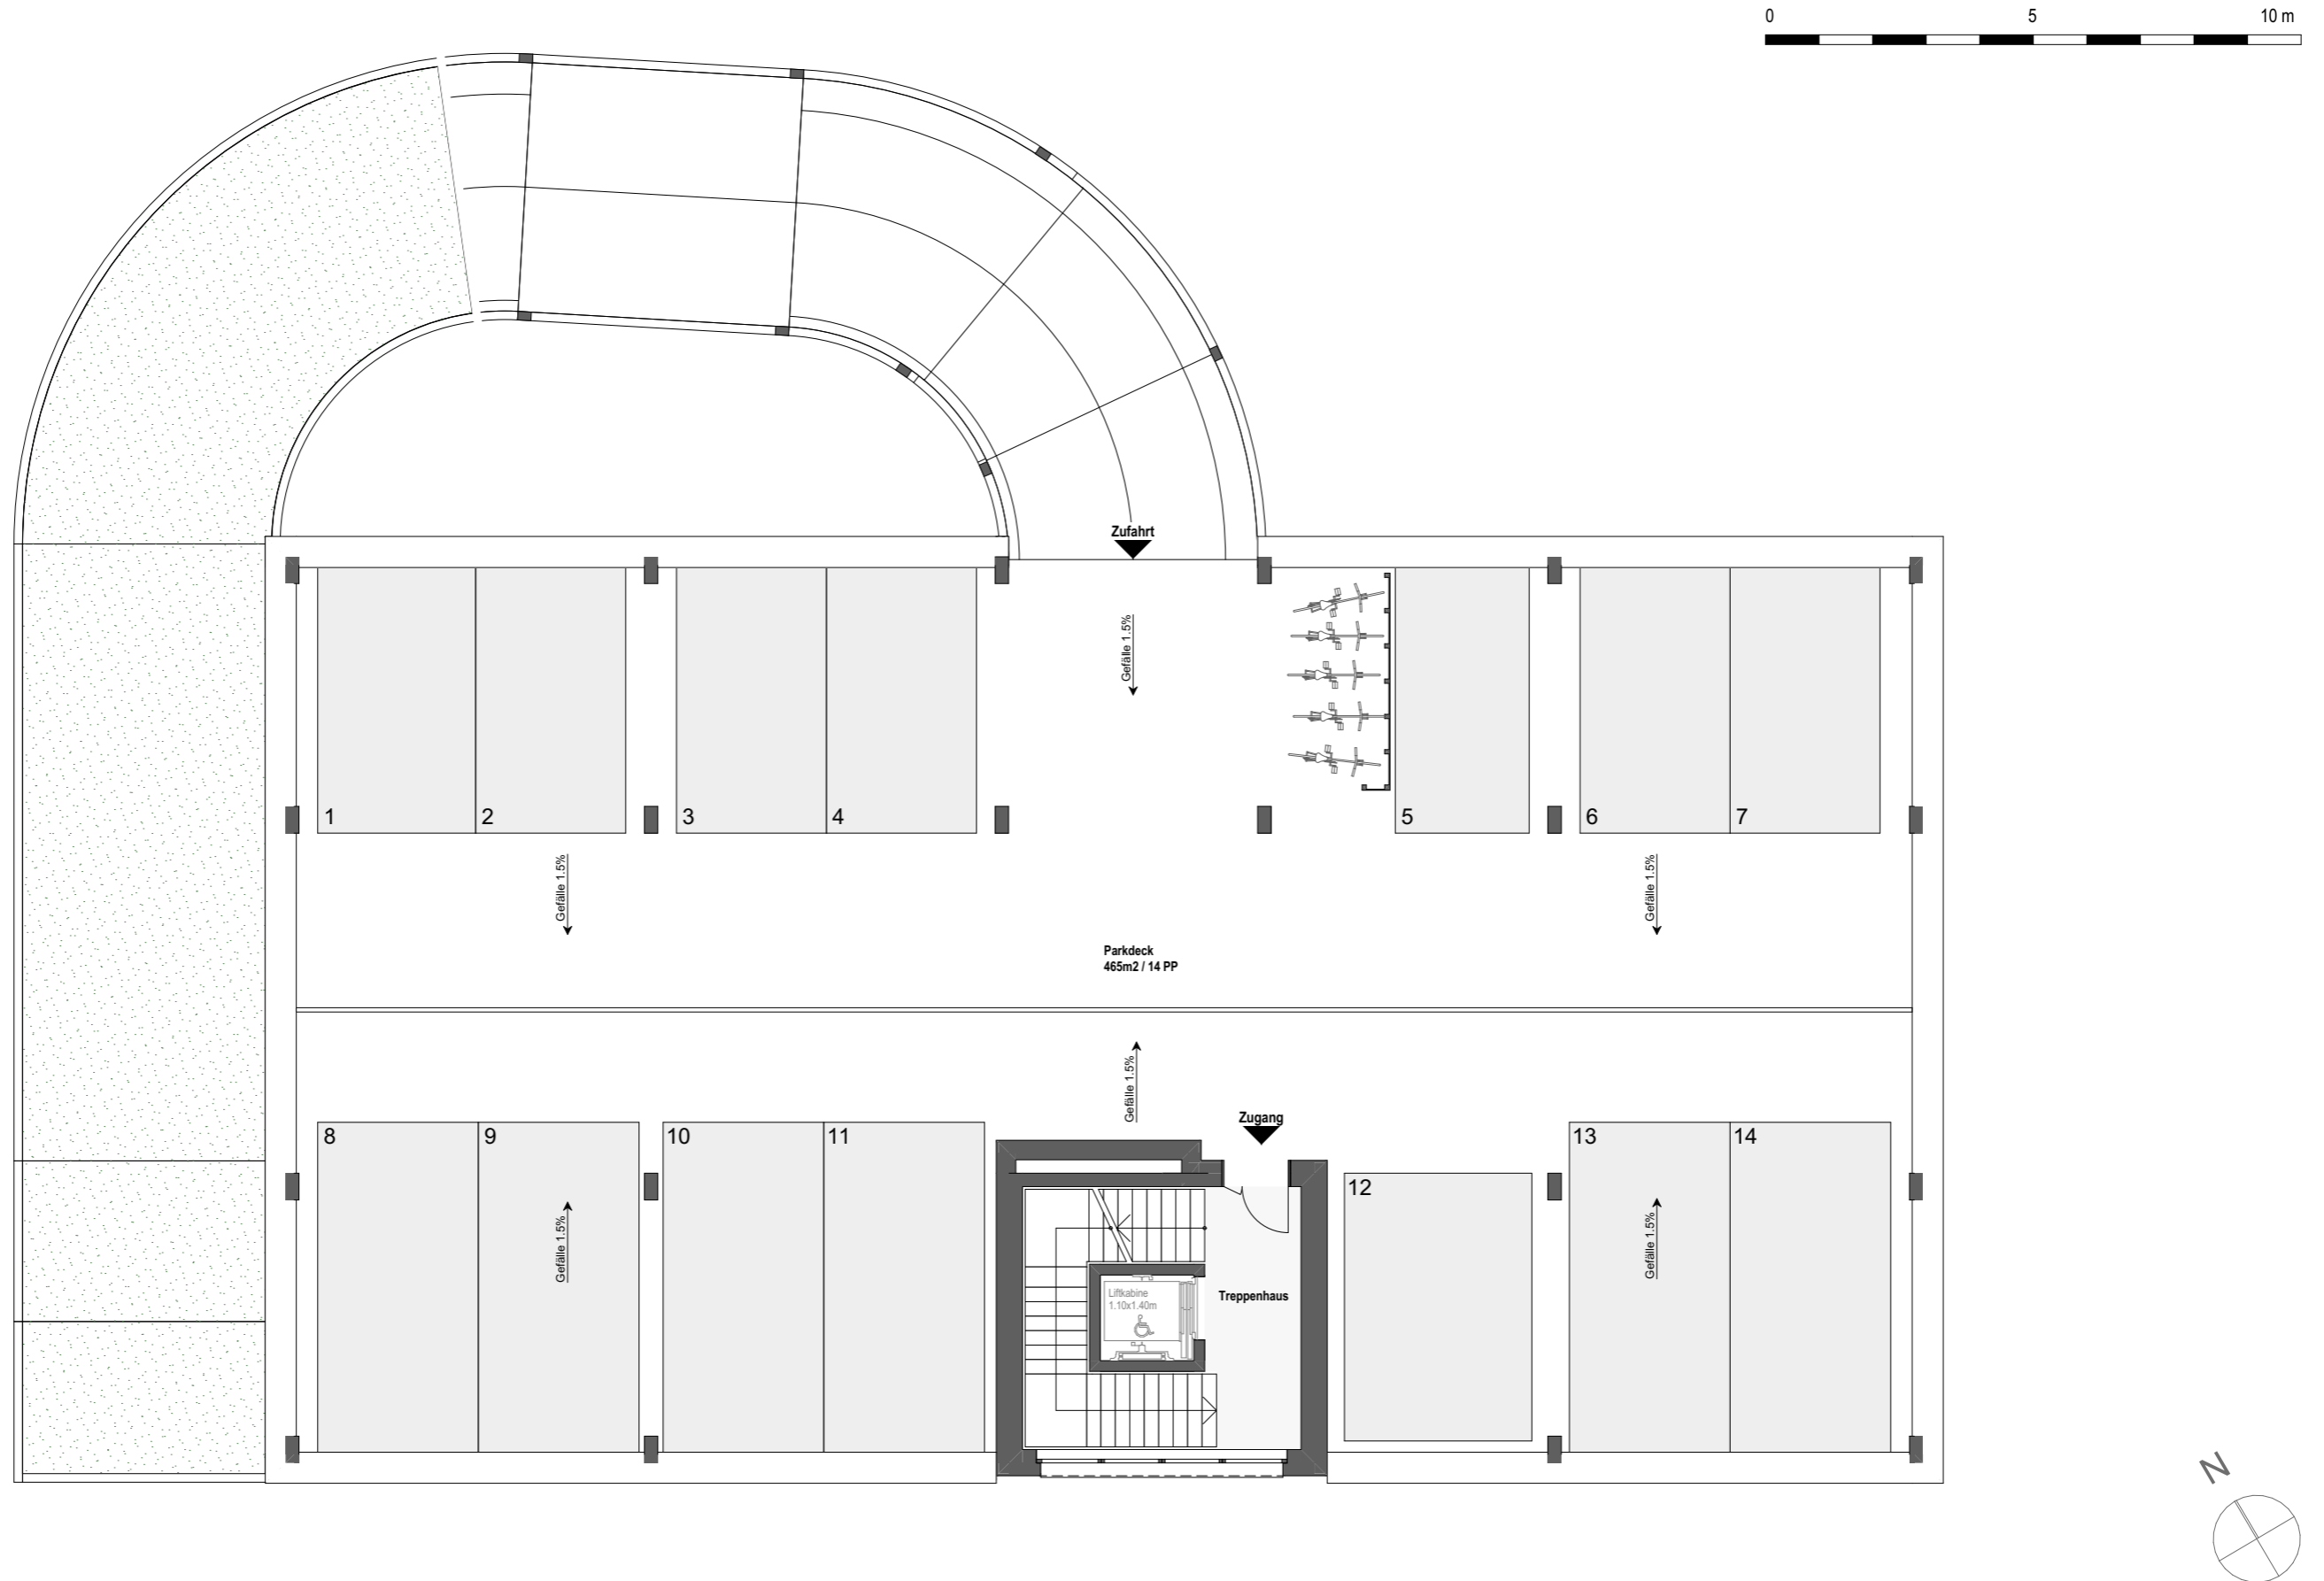 0 5 10 m
Zufahrt
Gefälle 1.5%
1 2 3 4 5 6 7
Gefälle 1.5%
Gefälle 1.5%
Parkdeck
465m2 / 14 PP
Gefälle 1.5%
Zugang
8 9 10 11 13 14
12
Gefälle 1.5%
Gefälle 1.5%
Liftkabine
1.10x1.40m
Treppenhaus
N